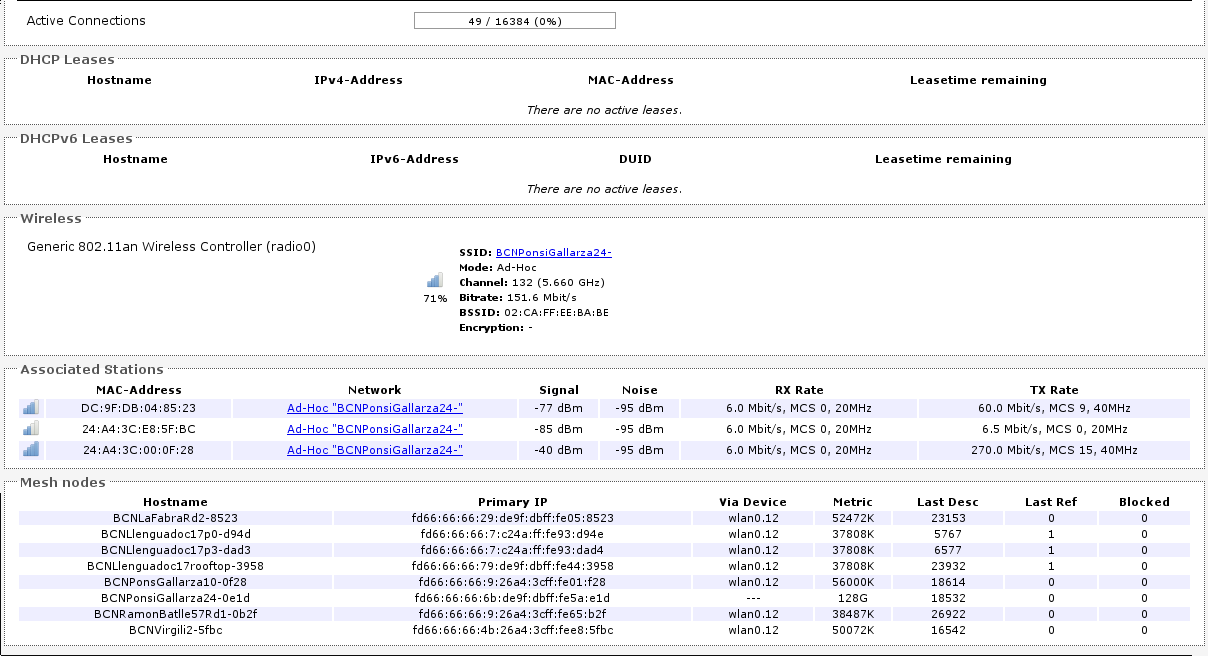 Active Connections 49 / 16384 (0%)
DHCP Leases
Hostname IPv4-Address MAC-Address Leasetime remaining
There are no active leases.
DHCPv6 Leases
Hostname IPv6-Address DUID Leasetime remaining
There are no active leases.
Wireless
Generic 802.11an Wireless Controller (radio0)
SSID: BCNPonsiGallarza24-
Mode: Ad-Hoc
Channel: 132 (5.660 GHz)
71% Bitrate: 151.6 Mbit/s
BSSID: 02:CA:FF:EE:BA:BE
Encryption: -
Associated Stations
MAC-Address Network Signal Noise RX Rate TX Rate
DC:9F:DB:04:85:23 Ad-Hoc "BCNPonsiGallarza24-" -77 dBm -95 dBm 6.0 Mbit/s, MCS 0, 20MHz 60.0 Mbit/s, MCS 9, 40MHz
24:A4:3C:E8:5F:BC Ad-Hoc "BCNPonsiGallarza24-" -85 dBm -95 dBm 6.0 Mbit/s, MCS 0, 20MHz 6.5 Mbit/s, MCS 0, 20MHz
24:A4:3C:00:0F:28 Ad-Hoc "BCNPonsiGallarza24-" -40 dBm -95 dBm 6.0 Mbit/s, MCS 0, 20MHz 270.0 Mbit/s, MCS 15, 40MHz
Mesh nodes
Hostname Primary IP Via Device Metric Last Desc Last Ref Blocked
BCNLaFabraRd2-8523 fd66:66:66:29:de9f:dbff:fe05:8523 wlan0.12 52472K 23153 0 0
BCNLlenguadoc17p0-d94d fd66:66:66:7:c24a:ff:fe93:d94e wlan0.12 37808K 5767 1 0
BCNLlenguadoc17p3-dad3 fd66:66:66:7:c24a:ff:fe93:dad4 wlan0.12 37808K 6577 1 0
BCNLlenguadoc17rooftop-3958 fd66:66:66:79:de9f:dbff:fe44:3958 wlan0.12 37808K 23932 1 0
BCNPonsGallarza10-0f28 fd66:66:66:9:26a4:3cff:fe01:f28 wlan0.12 56000K 18614 0 0
BCNPonsiGallarza24-0e1d fd66:66:66:6b:de9f:dbff:fe5a:e1d --- 128G 18532 0 0
BCNRamonBatlle57Rd1-0b2f fd66:66:66:9:26a4:3cff:fe65:b2f wlan0.12 38487K 26922 0 0
BCNVirgili2-5fbc fd66:66:66:4b:26a4:3cff:fee8:5fbc wlan0.12 50072K 16542 0 0